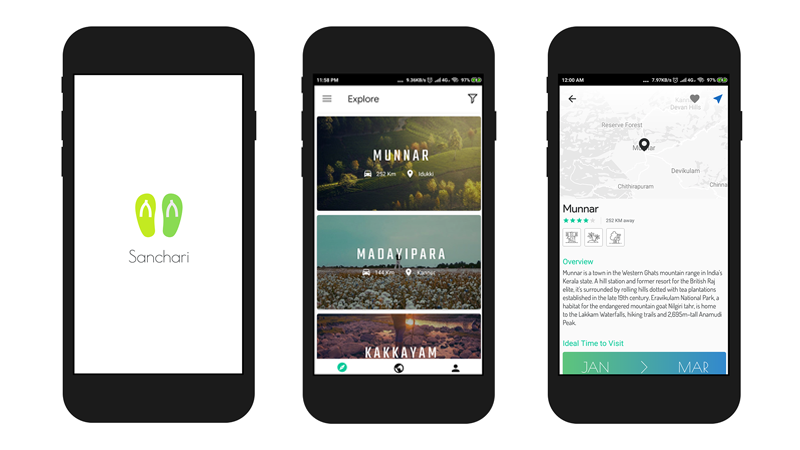 Sanchari
11:58 PM ... 9.36KB/s 4G 97%
Explore
MUNNAR
252 Km Idukki
MADAYIPARA
144 Km Kannur
KAKKAYAM
12:00 AM ... 7.97KB/s 4G 97%
Devan Hills
Reserve Forest
Munnar
Devikulam
Chithirapuram
Chinna
Munnar
252 KM away
Overview
Munnar is a town in the Western Ghats mountain range in India's
Kerala state. A hill station and former resort for the British Raj
elite, it's surrounded by rolling hills dotted with tea plantations
established in the late 19th century. Eravikulam National Park, a
habitat for the endangered mountain goat Nilgiri tahr, is home
to the Lakkam Waterfalls, hiking trails and 2,695m-tall Anamudi
Peak.
Ideal Time to Visit
JAN > MAR